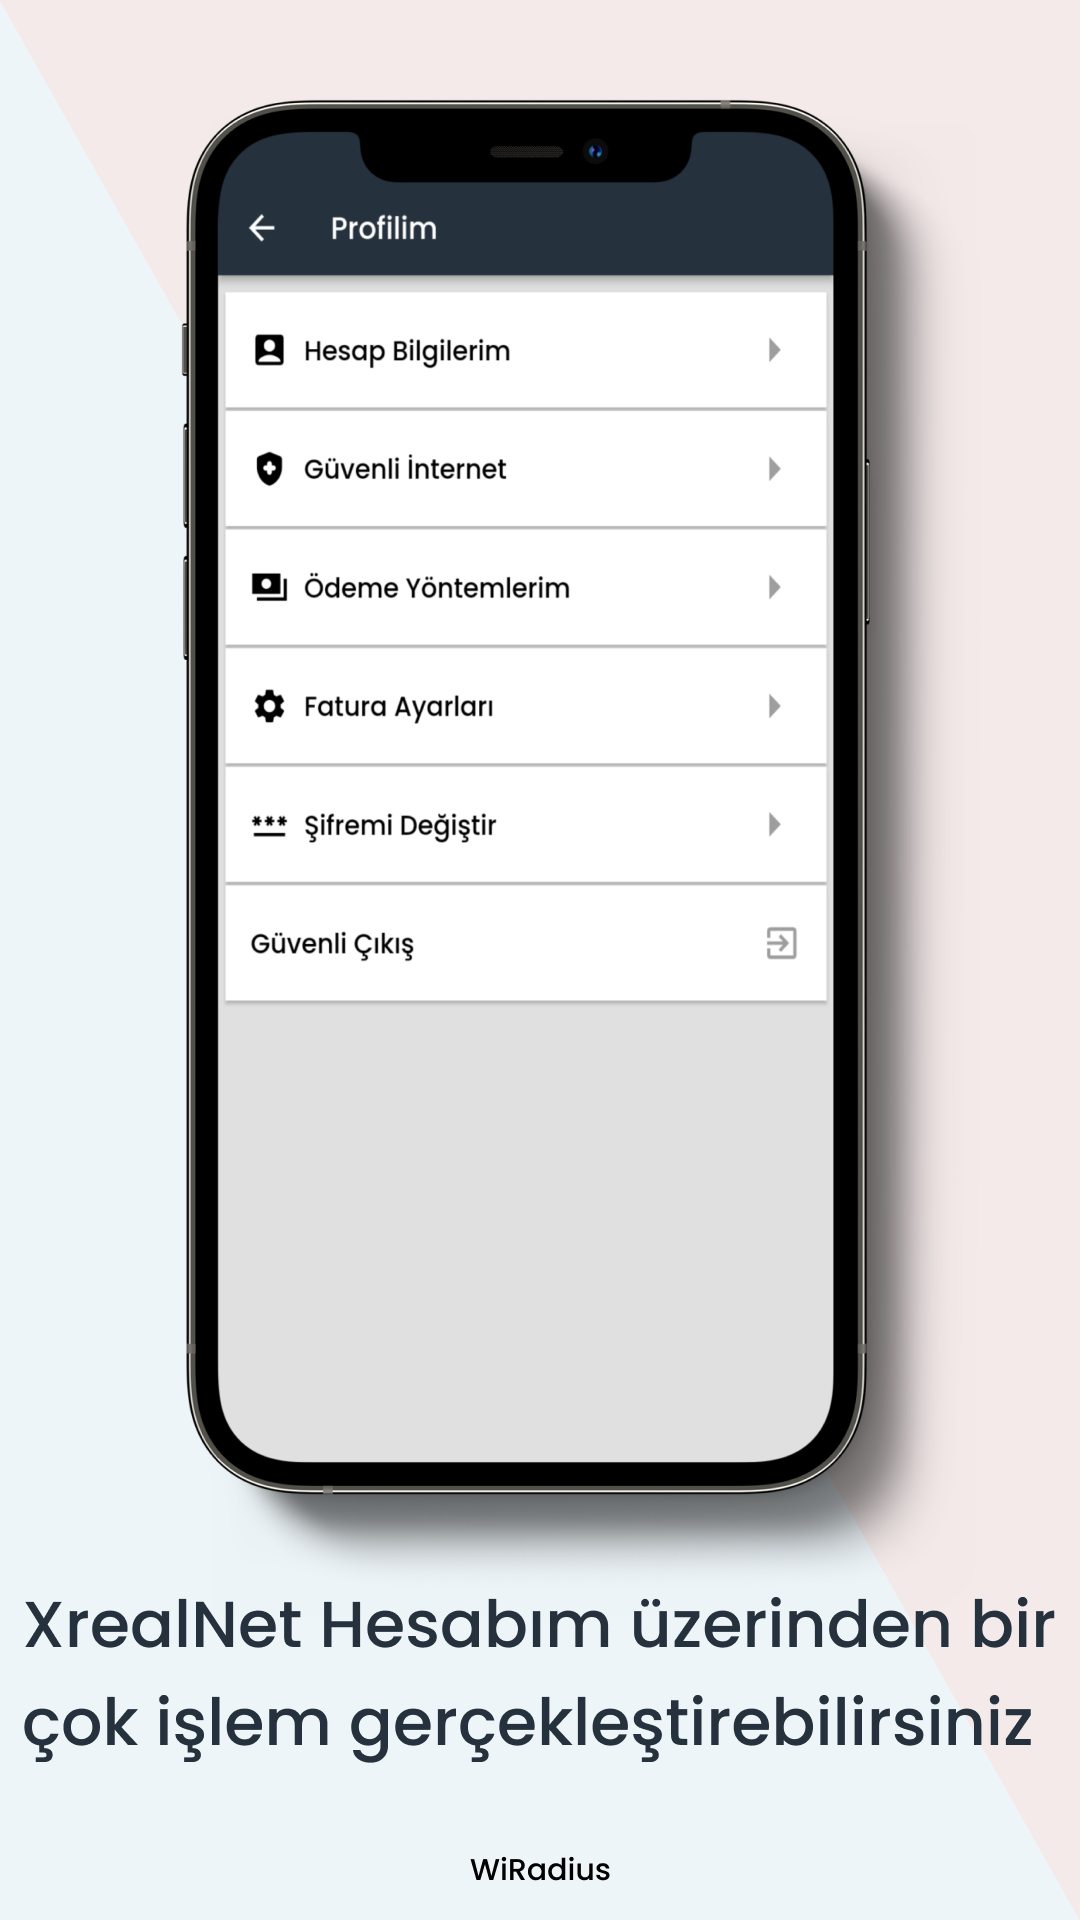 Profilim
Hesap Bilgilerim
Güvenli İnternet
Ödeme Yöntemlerim
Fatura Ayarları
Şifremi Değiştir
Güvenli Çıkış
XrealNet Hesabım üzerinden bir
çok işlem gerçekleştirebilirsiniz
WiRadius